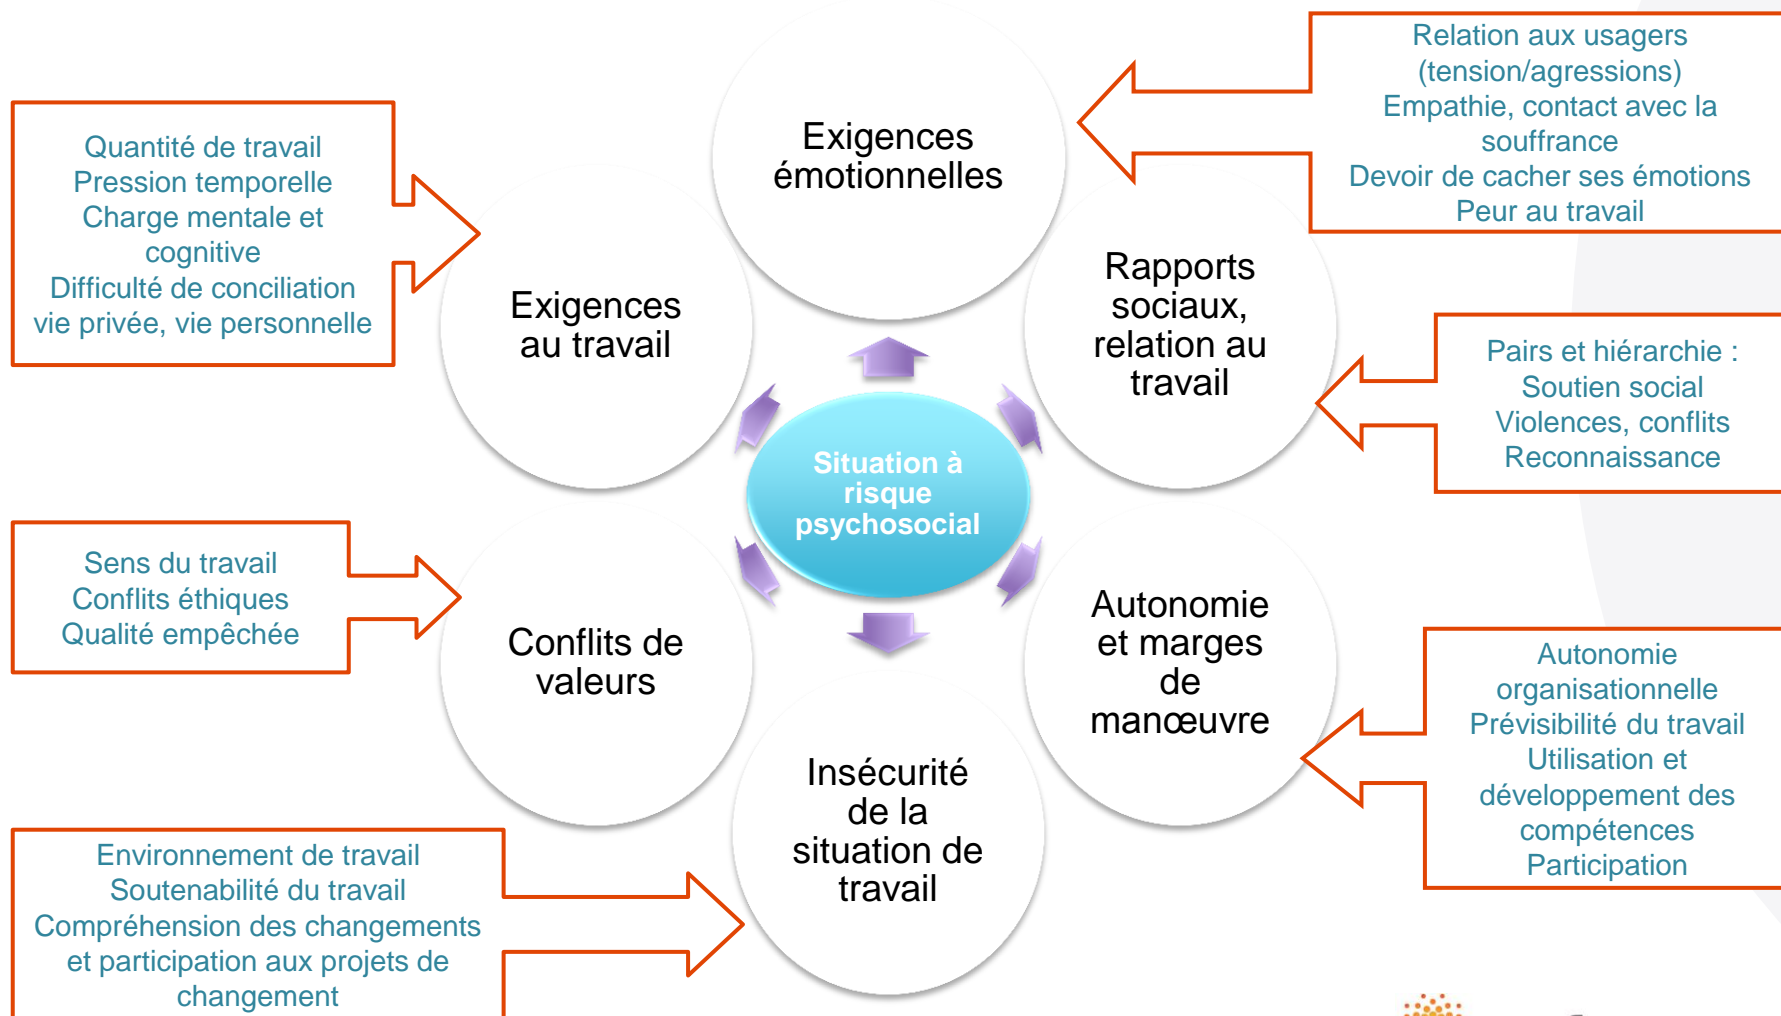 Exigences
émotionnelles
Relation aux usagers
(tension/agressions)
Empathie, contact avec la
souffrance
Devoir de cacher ses émotions
Peur au travail
Quantité de travail
Pression temporelle
Charge mentale et
cognitive
Difficulté de conciliation
vie privée, vie personnelle
Exigences
au travail
Rapports
sociaux,
relation au
travail
Pairs et hiérarchie :
Soutien social
Violences, conflits
Reconnaissance
Situation à
risque
psychosocial
Sens du travail
Conflits éthiques
Qualité empêchée
Conflits de
valeurs
Autonomie
et marges
de
manœuvre
Autonomie
organisationnelle
Prévisibilité du travail
Utilisation et
développement des
compétences
Participation
Insécurité
de la
situation de
travail
Environnement de travail
Soutenabilité du travail
Compréhension des changements
et participation aux projets de
changement